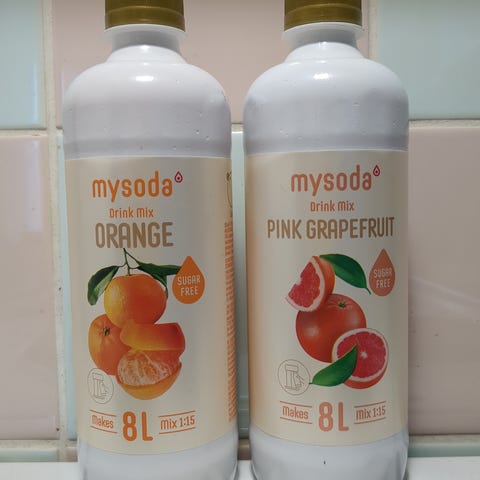 mysoda
Drink Mix
ORANGE
SUGAR
FREE
Makes 8L Mix 1:15
mysoda
Drink Mix
PINK GRAPEFRUIT
SUGAR
FREE
Makes 8L Mix 1:15